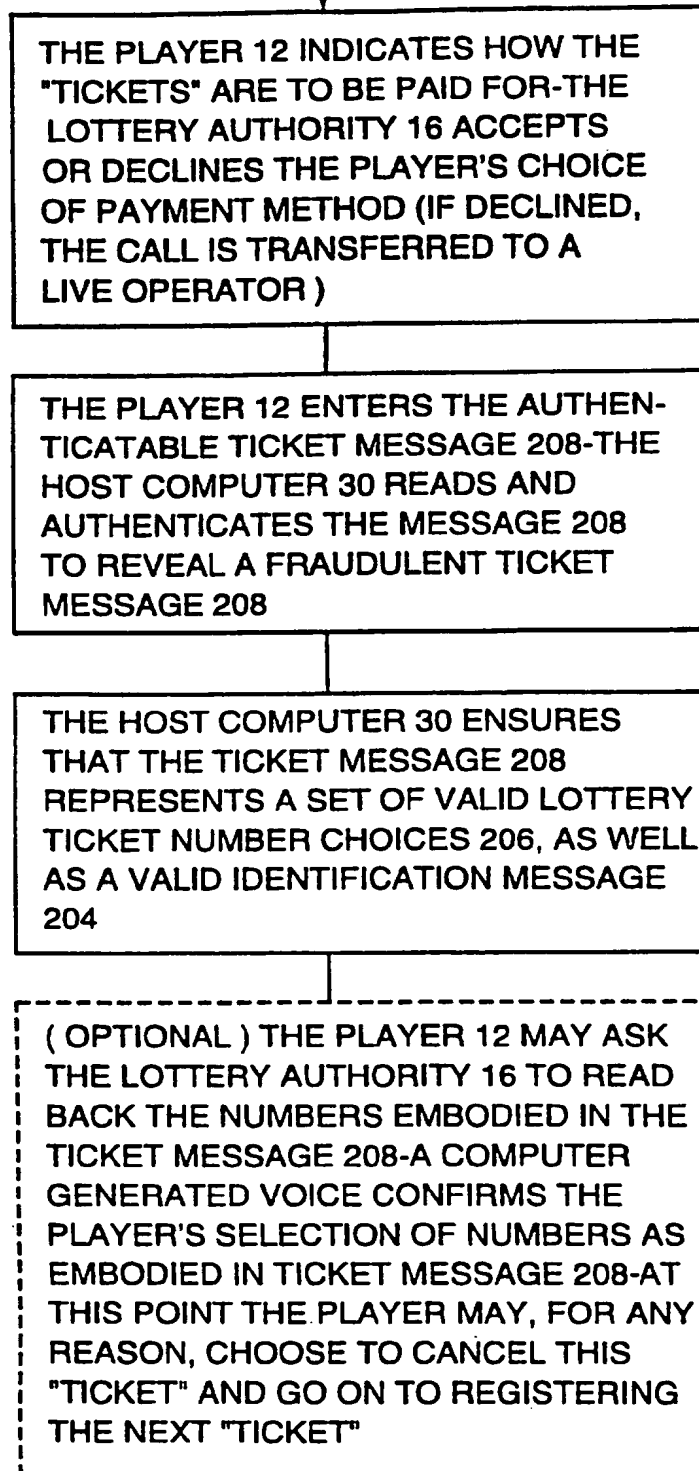 THE PLAYER 12 INDICATES HOW THE
"TICKETS" ARE TO BE PAID FOR-THE
LOTTERY AUTHORITY 16 ACCEPTS
OR DECLINES THE PLAYER'S CHOICE
OF PAYMENT METHOD (IF DECLINED,
THE CALL IS TRANSFERRED TO A
LIVE OPERATOR )
THE PLAYER 12 ENTERS THE AUTHEN-
TICATABLE TICKET MESSAGE 208-THE
HOST COMPUTER 30 READS AND
AUTHENTICATES THE MESSAGE 208
TO REVEAL A FRAUDULENT TICKET
MESSAGE 208
THE HOST COMPUTER 30 ENSURES
THAT THE TICKET MESSAGE 208
REPRESENTS A SET OF VALID LOTTERY
TICKET NUMBER CHOICES 206, AS WELL
AS A VALID IDENTIFICATION MESSAGE
204
( OPTIONAL ) THE PLAYER 12 MAY ASK
THE LOTTERY AUTHORITY 16 TO READ
BACK THE NUMBERS EMBODIED IN THE
TICKET MESSAGE 208-A COMPUTER
GENERATED VOICE CONFIRMS THE
PLAYER'S SELECTION OF NUMBERS AS
EMBODIED IN TICKET MESSAGE 208-AT
THIS POINT THE PLAYER MAY, FOR ANY
REASON, CHOOSE TO CANCEL THIS
"TICKET" AND GO ON TO REGISTERING
THE NEXT "TICKET"